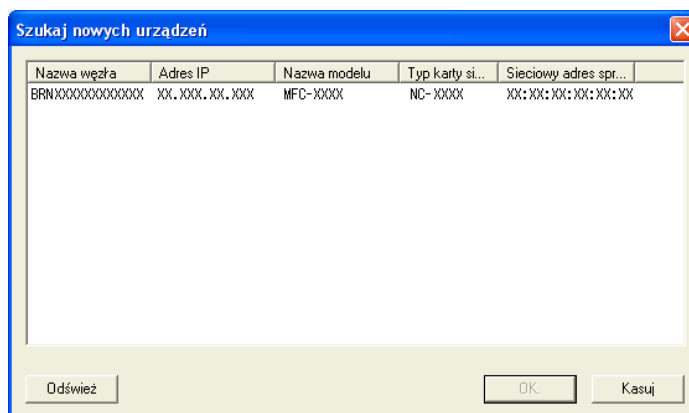 Szukaj nowych urządzeń
Nazwa węzła Adres IP Nazwa modelu Typ karty si... Sieciowy adres spr...
BRNXXXXXXXXXXXX XX.XXX.XX.XXX MFC-XXXX NC-XXXX XX:XX:XX:XX:XX:XX
Odśwież OK. Kasuj